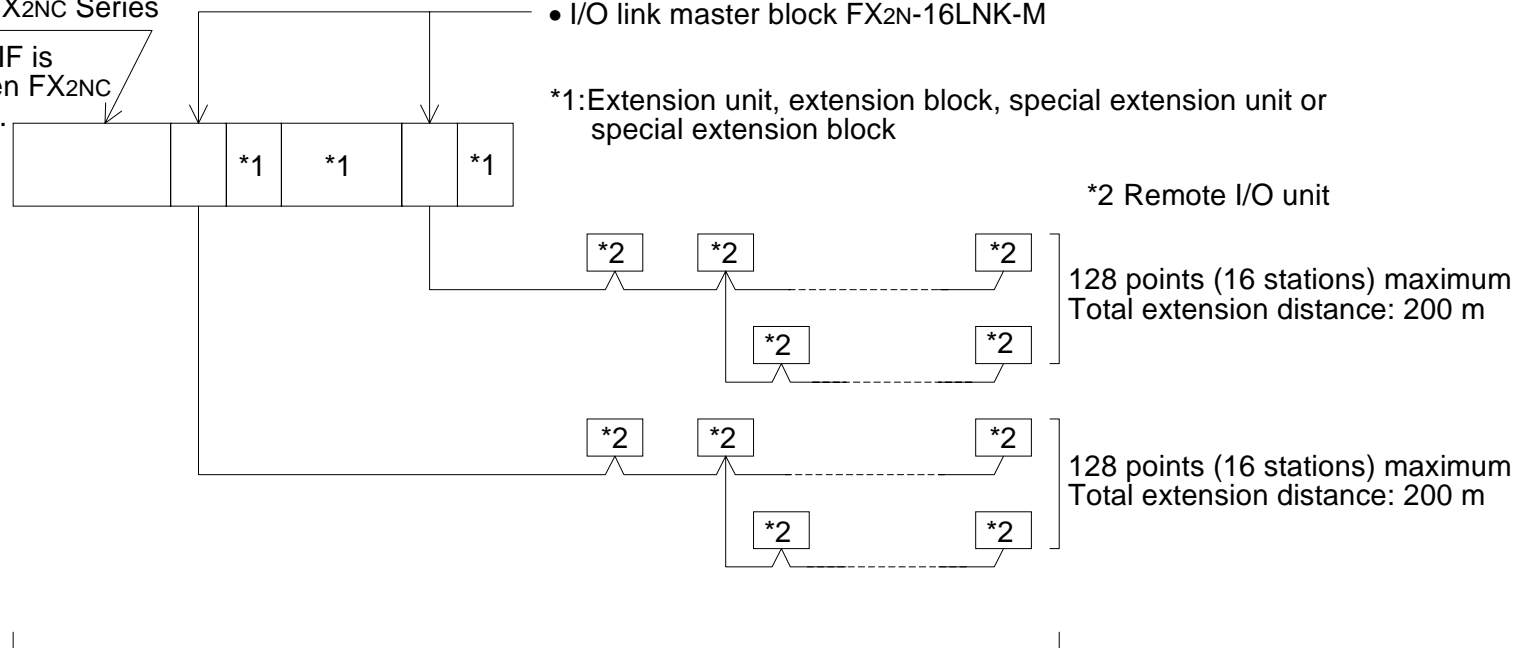 X2NC Series
• I/O link master block FX2N-16LNK-M
IF is
en FX2NC
.
*1:Extension unit, extension block, special extension unit or
special extension block
*1 *1 *1
*2 Remote I/O unit
*2 *2 *2
128 points (16 stations) maximum
Total extension distance: 200 m
*2 *2
*2 *2 *2
128 points (16 stations) maximum
Total extension distance: 200 m
*2 *2